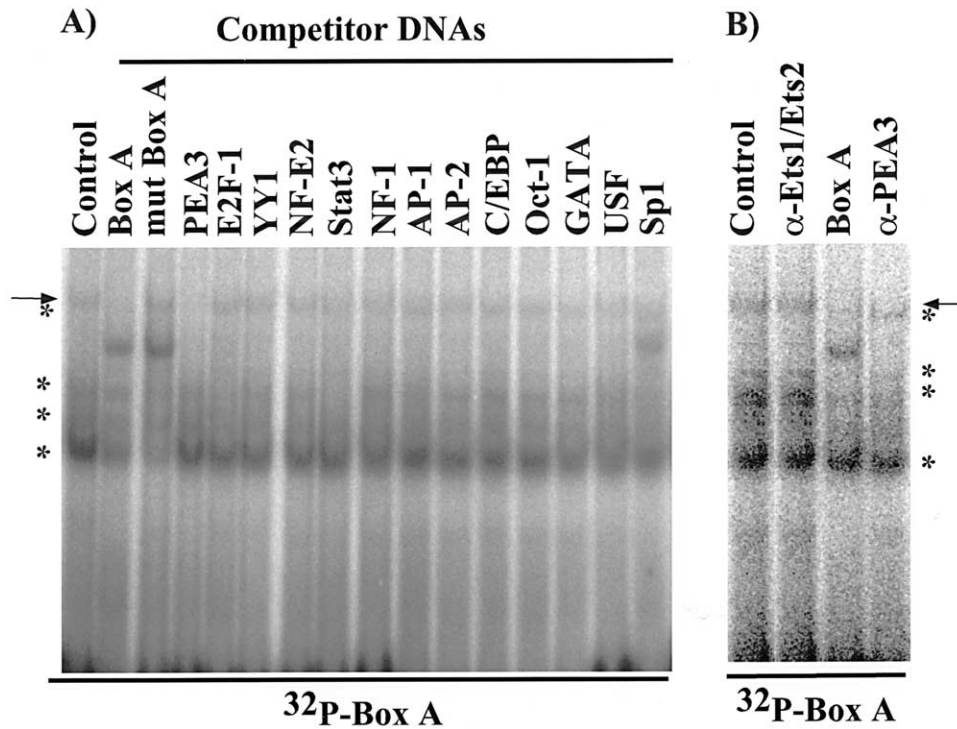 A)
Competitor DNAs
Control
Box A
mut Box A
PEA3
E2F-1
YY1
NF-E2
Stat3
NF-1
AP-1
AP-2
C/EBP
Oct-1
GATA
USF
Sp1
*
*
*
*
32P-Box A
B)
Control
α-Ets1/Ets2
Box A
α-PEA3
*
*
*
*
32P-Box A